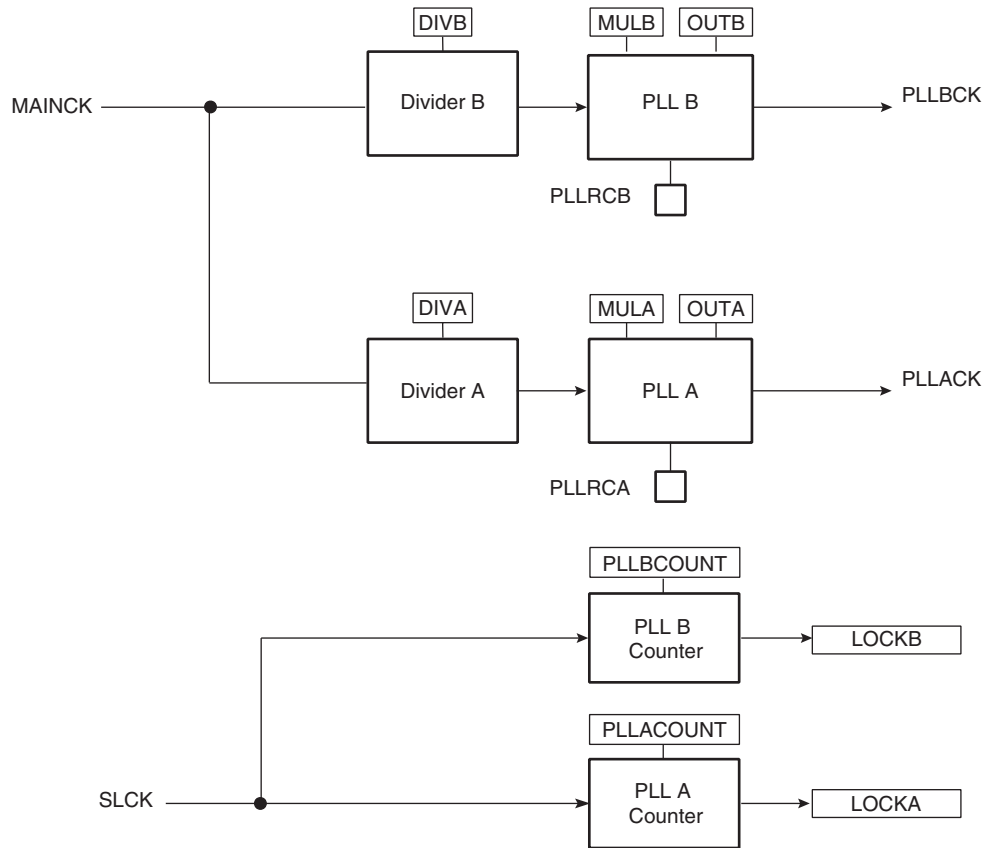 DIVB
MULB
OUTB
MAINCK
Divider B
PLL B
PLLBCK
PLLRCB
DIVA
MULA
OUTA
Divider A
PLL A
PLLACK
PLLRCA
PLLBCOUNT
PLL B
Counter
LOCKB
PLLACOUNT
SLCK
PLL A
Counter
LOCKA